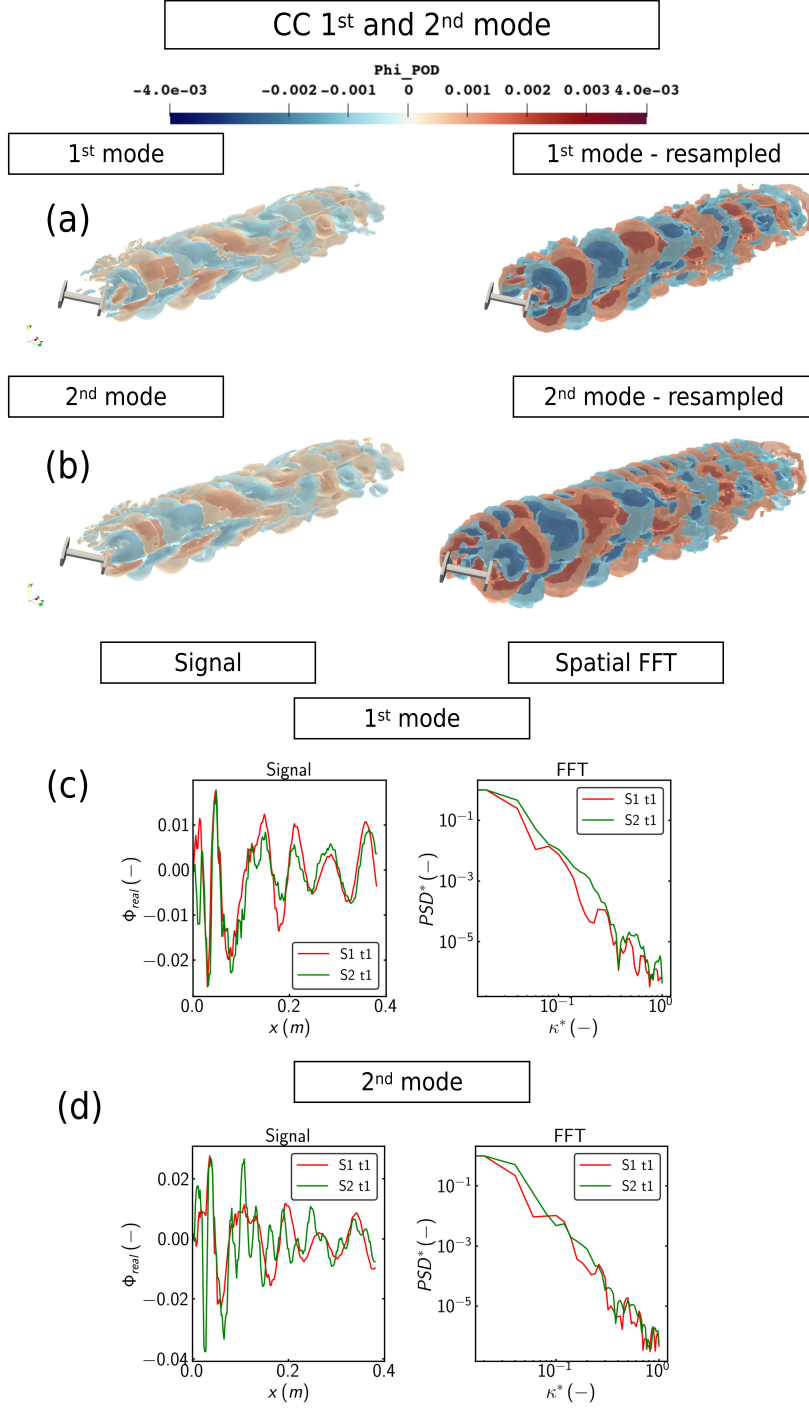 CC 1st and 2nd mode
Phi_POD
-4.0e-03 -0.002 -0.001 0 0.001 0.002 0.003 4.0e-03
1st mode
1st mode - resampled
(a)
2nd mode
2nd mode - resampled
(b)
Signal
Spatial FFT
1st mode
(c)
Signal
FFT
0.01
0.00
−0.01
−0.02
Φreal (−)
S1 t1
S2 t1
0.0 0.2 0.4
x (m)
10⁻¹
10⁻³
10⁻⁵
PSD* (−)
S1 t1
S2 t1
10⁻¹ 10⁰
κ* (−)
2nd mode
(d)
Signal
FFT
0.02
0.00
−0.02
−0.04
Φreal (−)
S1 t1
S2 t1
0.0 0.2 0.4
x (m)
10⁻¹
10⁻³
10⁻⁵
PSD* (−)
S1 t1
S2 t1
10⁻¹ 10⁰
κ* (−)